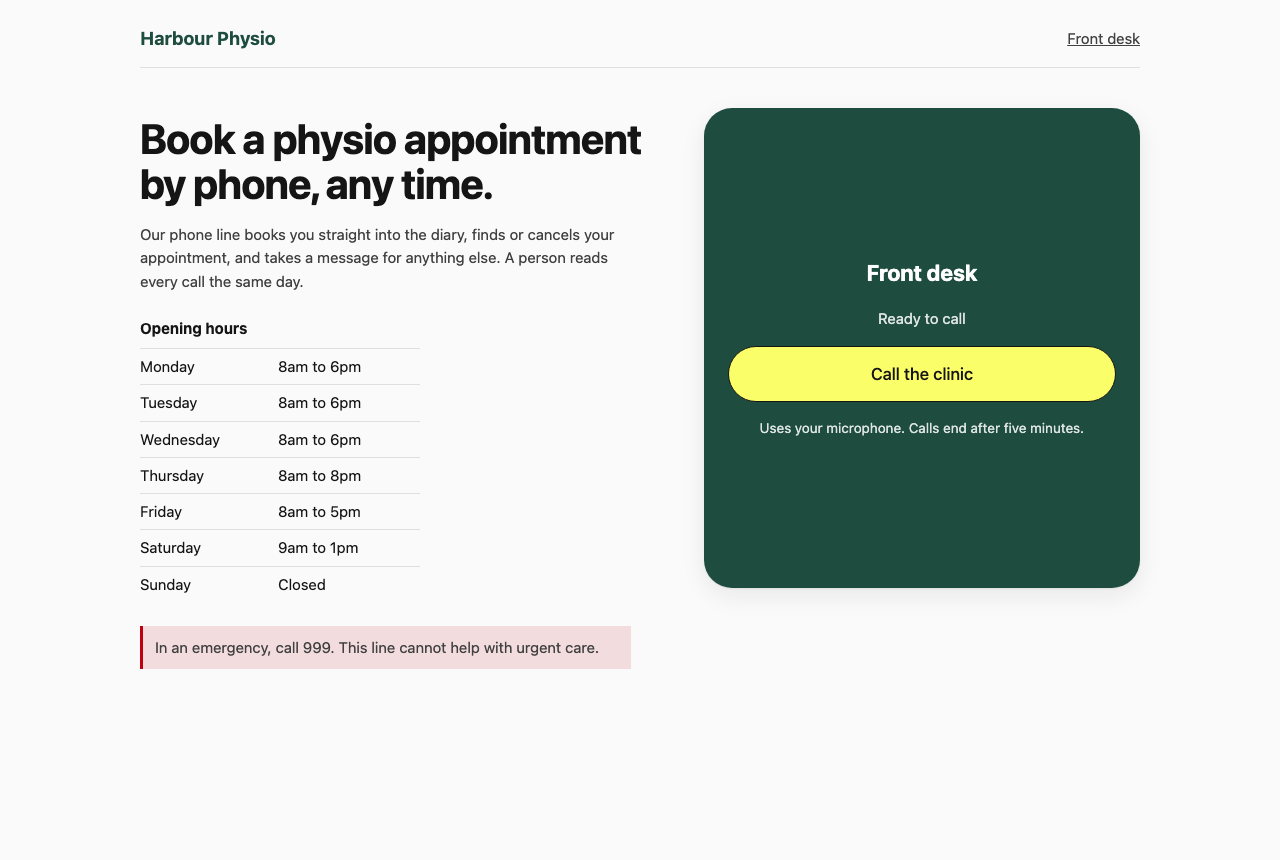 Harbour Physio
Front desk
Book a physio appointment
by phone, any time.
Our phone line books you straight into the diary, finds or cancels your
appointment, and takes a message for anything else. A person reads
every call the same day.
Opening hours
Monday 8am to 6pm
Tuesday 8am to 6pm
Wednesday 8am to 6pm
Thursday 8am to 8pm
Friday 8am to 5pm
Saturday 9am to 1pm
Sunday Closed
In an emergency, call 999. This line cannot help with urgent care.
Front desk
Ready to call
Call the clinic
Uses your microphone. Calls end after five minutes.